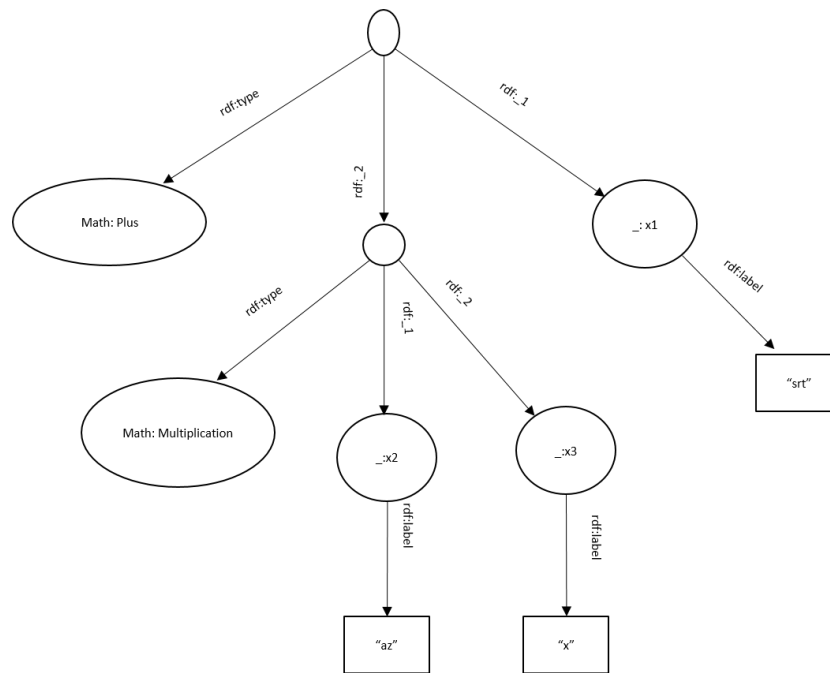 rdf:type
rdf:_2
rdf:_1
Math: Plus
_: x1
rdf:type
rdf:_1
rdf:_2
rdf:label
“srt”
Math: Multiplication
_:x2
_:x3
rdf:label
rdf:label
“az”
“x”